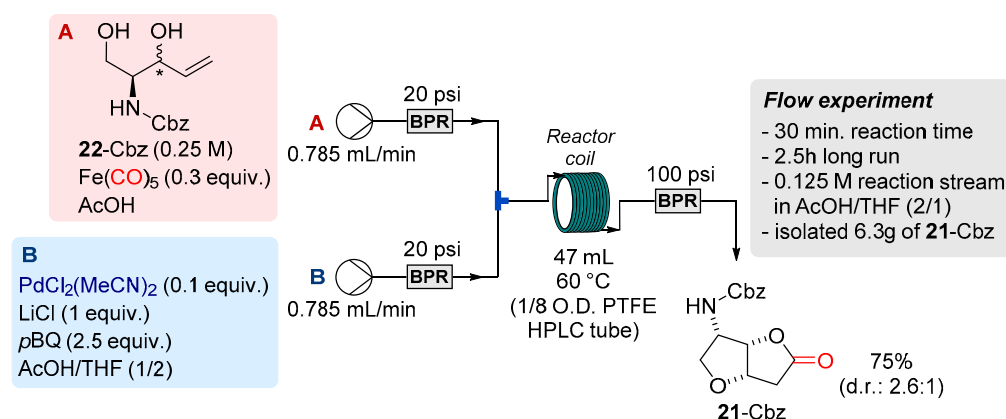 A
OH OH
*
HN
Cbz
22-Cbz (0.25 M)
Fe(CO)5 (0.3 equiv.)
AcOH
B
PdCl2(MeCN)2 (0.1 equiv.)
LiCl (1 equiv.)
pBQ (2.5 equiv.)
AcOH/THF (1/2)
20 psi
A
BPR
0.785 mL/min
20 psi
B
BPR
0.785 mL/min
Reactor
coil
47 mL
60 °C
(1/8 O.D. PTFE
HPLC tube)
100 psi
BPR
Flow experiment
- 30 min. reaction time
- 2.5h long run
- 0.125 M reaction stream
in AcOH/THF (2/1)
- isolated 6.3g of 21-Cbz
Cbz
HN
O
O
O
21-Cbz
75%
(d.r.: 2.6:1)